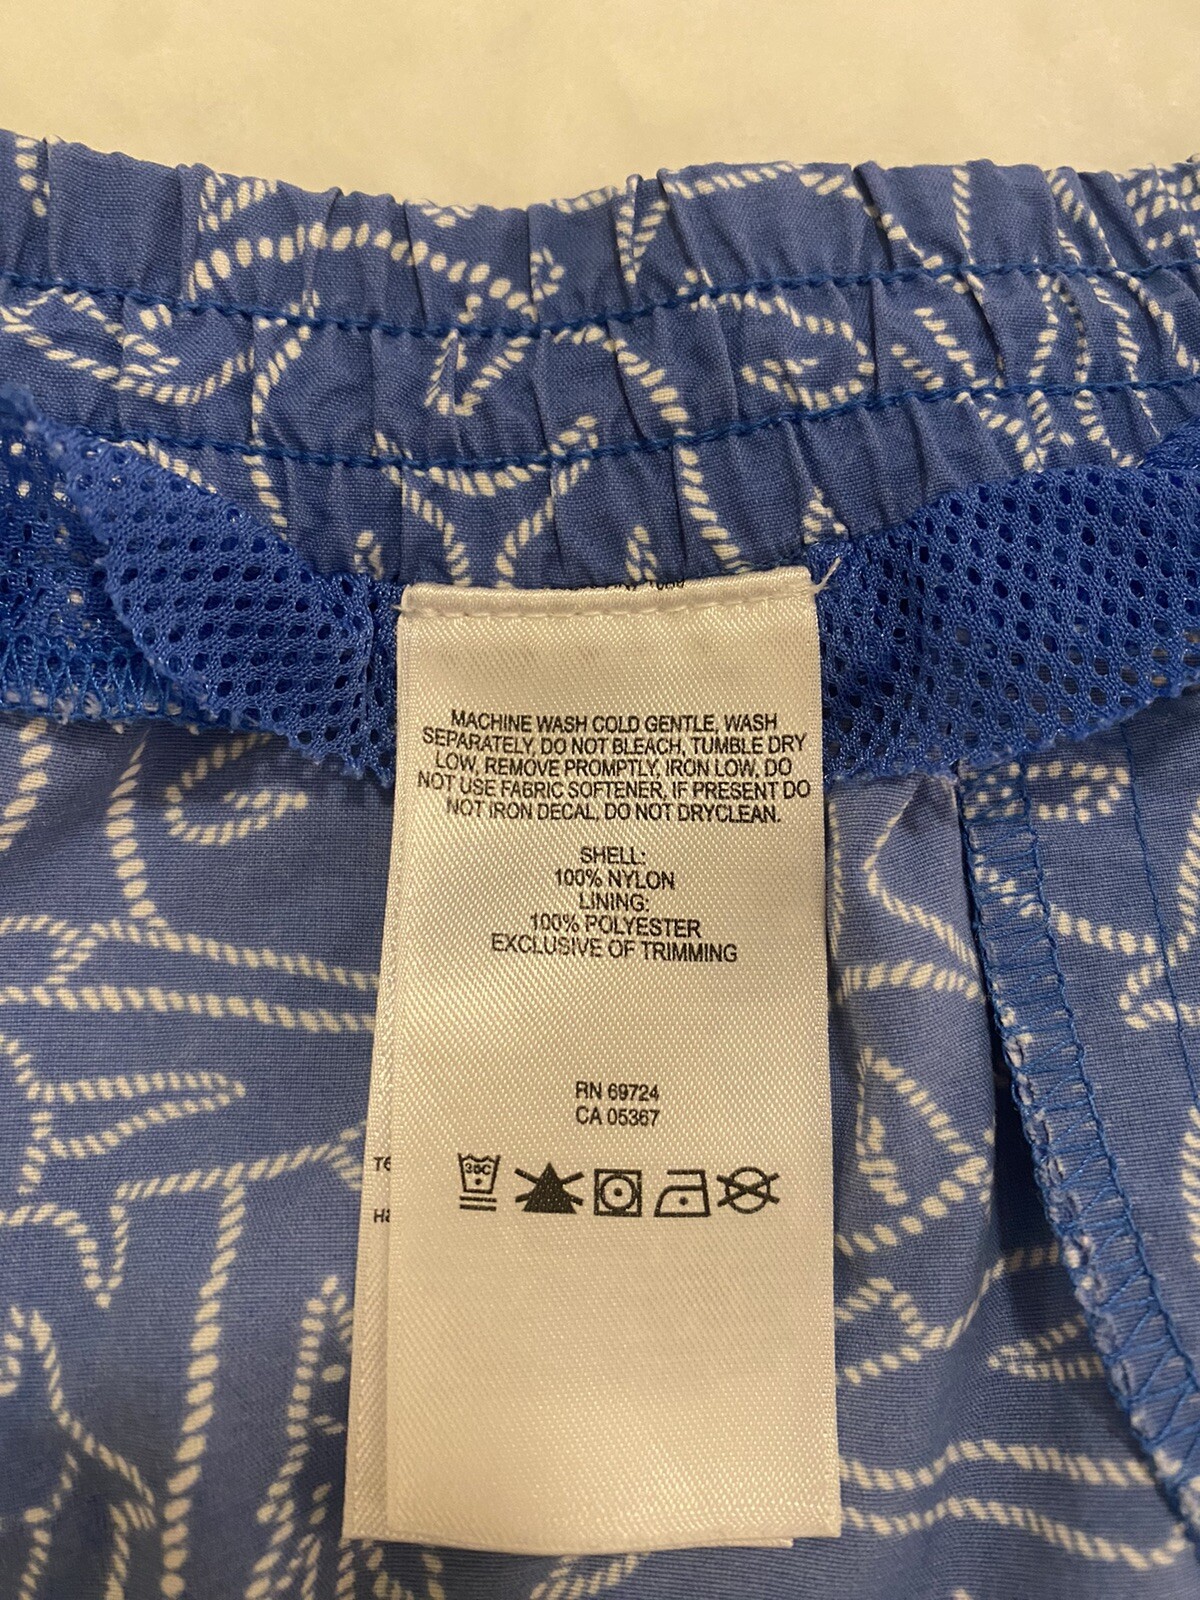 MACHINE WASH COLD GENTLE, WASH
SEPARATELY, DO NOT BLEACH, TUMBLE DRY
LOW, REMOVE PROMPTLY, IRON LOW, DO
NOT USE FABRIC SOFTENER, IF PRESENT DO
NOT IRON DECAL, DO NOT DRYCLEAN.
SHELL:
100% NYLON
LINING:
100% POLYESTER
EXCLUSIVE OF TRIMMING
RN 69724
CA 05367
30C